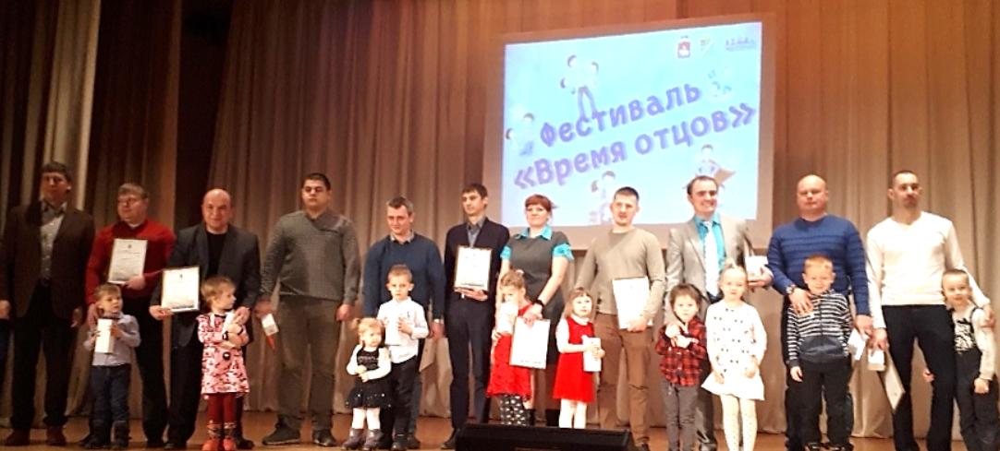 Фестиваль
«Время отцов»